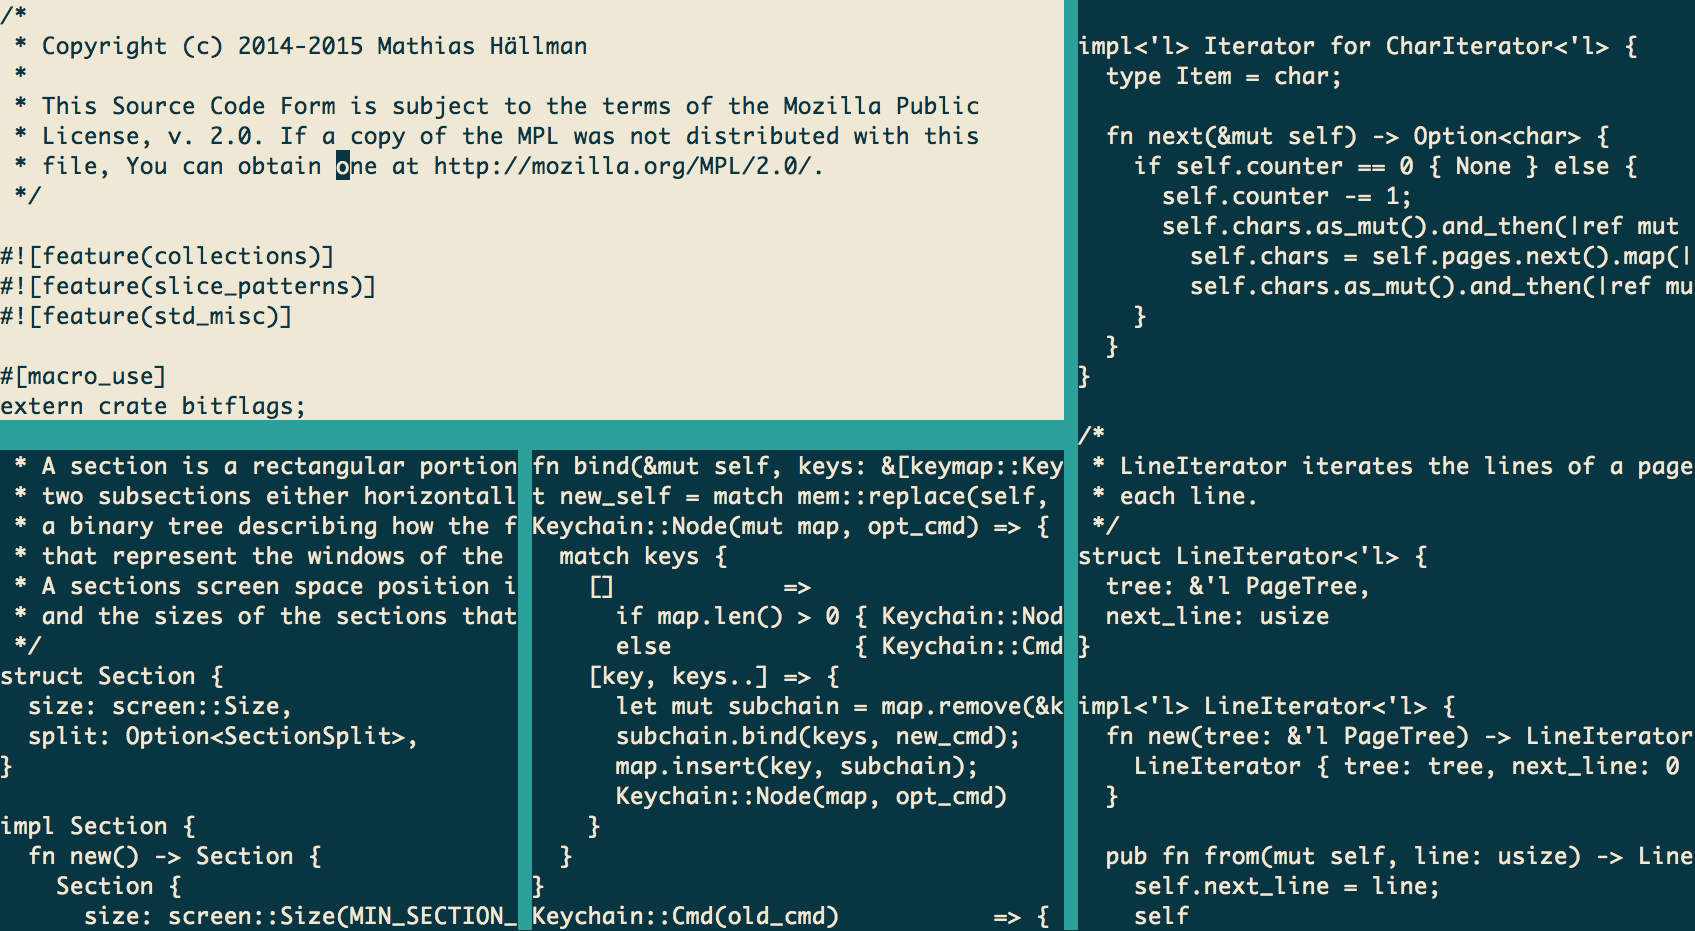 /*
 * Copyright (c) 2014-2015 Mathias Hällman
 *
 * This Source Code Form is subject to the terms of the Mozilla Public
 * License, v. 2.0. If a copy of the MPL was not distributed with this
 * file, You can obtain one at http://mozilla.org/MPL/2.0/.
 */
#![feature(collections)]
#![feature(slice_patterns)]
#![feature(std_misc)]
#[macro_use]
extern crate bitflags;
 * A section is a rectangular portion
 * two subsections either horizontall
 * a binary tree describing how the f
 * that represent the windows of the
 * A sections screen space position i
 * and the sizes of the sections that
 */
struct Section {
  size: screen::Size,
  split: Option<SectionSplit>,
}
impl Section {
  fn new() -> Section {
    Section {
      size: screen::Size(MIN_SECTION_
fn bind(&mut self, keys: &[keymap::Key
t new_self = match mem::replace(self,
Keychain::Node(mut map, opt_cmd) => {
  match keys {
    []            =>
      if map.len() > 0 { Keychain::Nod
      else             { Keychain::Cmd
    [key, keys..] => {
      let mut subchain = map.remove(&k
      subchain.bind(keys, new_cmd);
      map.insert(key, subchain);
      Keychain::Node(map, opt_cmd)
    }
  }
}
Keychain::Cmd(old_cmd)           => {
impl<'l> Iterator for CharIterator<'l> {
  type Item = char;
  fn next(&mut self) -> Option<char> {
    if self.counter == 0 { None } else {
      self.counter -= 1;
      self.chars.as_mut().and_then(|ref mut
        self.chars = self.pages.next().map(|
        self.chars.as_mut().and_then(|ref mu
    }
  }
}
/*
 * LineIterator iterates the lines of a page
 * each line.
 */
struct LineIterator<'l> {
  tree: &'l PageTree,
  next_line: usize
}
impl<'l> LineIterator<'l> {
  fn new(tree: &'l PageTree) -> LineIterator
    LineIterator { tree: tree, next_line: 0
  }
  pub fn from(mut self, line: usize) -> Line
    self.next_line = line;
    self